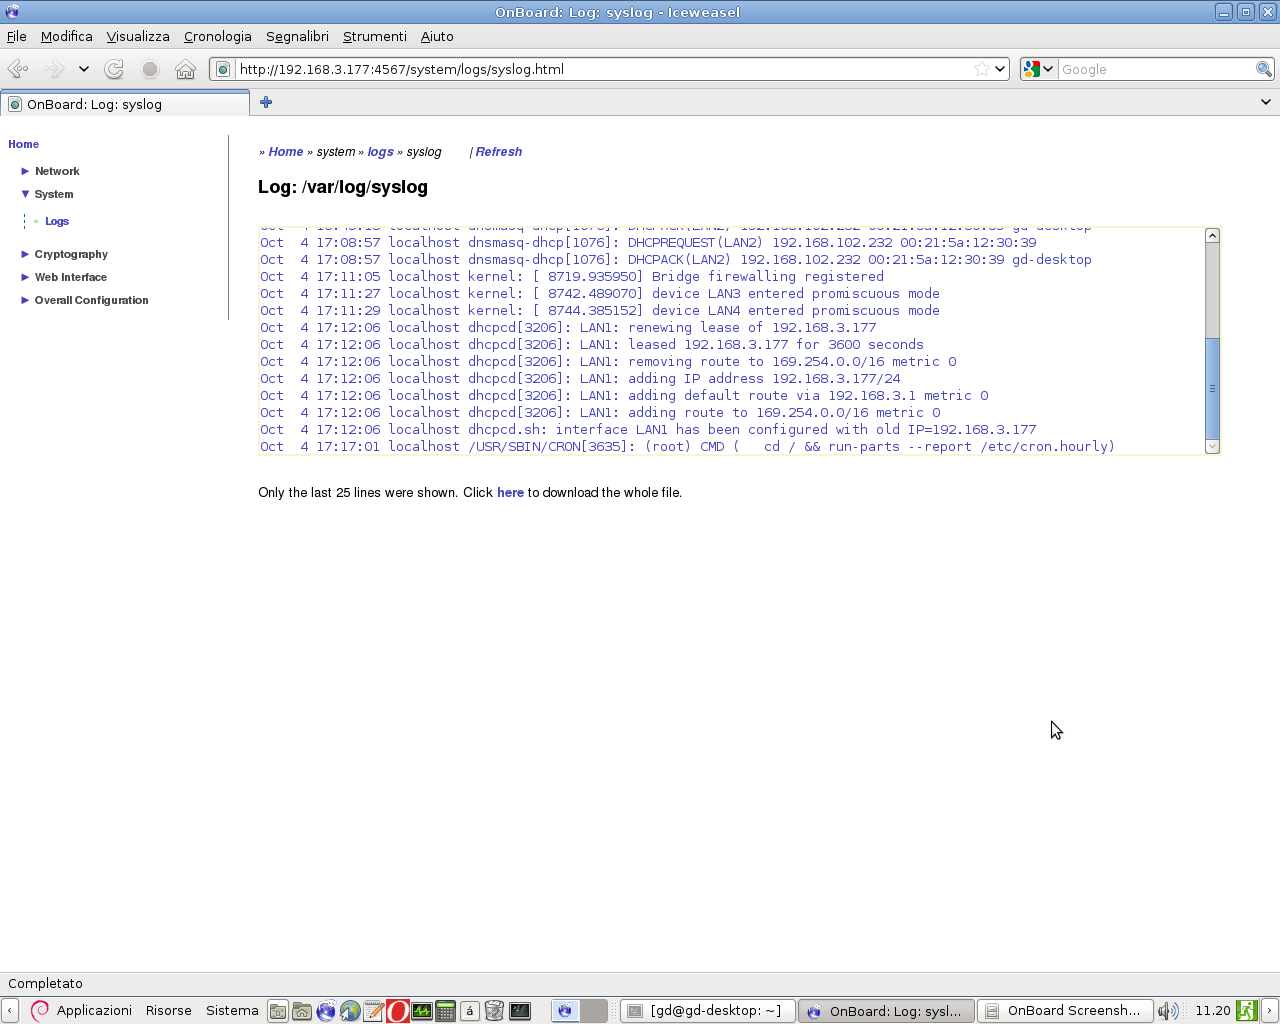 OnBoard: Log: syslog - Iceweasel
File Modifica Visualizza Cronologia Segnalibri Strumenti Aiuto
http://192.168.3.177:4567/system/logs/syslog.html
Google
OnBoard: Log: syslog
Home
▶ Network
▼ System
Logs
▶ Cryptography
▶ Web Interface
▶ Overall Configuration
» Home » system » logs » syslog | Refresh
Log: /var/log/syslog
Oct  4 17:08:57 localhost dnsmasq-dhcp[1076]: DHCPREQUEST(LAN2) 192.168.102.232 00:21:5a:12:30:39
Oct  4 17:08:57 localhost dnsmasq-dhcp[1076]: DHCPACK(LAN2) 192.168.102.232 00:21:5a:12:30:39 gd-desktop
Oct  4 17:11:05 localhost kernel: [ 8719.935950] Bridge firewalling registered
Oct  4 17:11:27 localhost kernel: [ 8742.489070] device LAN3 entered promiscuous mode
Oct  4 17:11:29 localhost kernel: [ 8744.385152] device LAN4 entered promiscuous mode
Oct  4 17:12:06 localhost dhcpcd[3206]: LAN1: renewing lease of 192.168.3.177
Oct  4 17:12:06 localhost dhcpcd[3206]: LAN1: leased 192.168.3.177 for 3600 seconds
Oct  4 17:12:06 localhost dhcpcd[3206]: LAN1: removing route to 169.254.0.0/16 metric 0
Oct  4 17:12:06 localhost dhcpcd[3206]: LAN1: adding IP address 192.168.3.177/24
Oct  4 17:12:06 localhost dhcpcd[3206]: LAN1: adding default route via 192.168.3.1 metric 0
Oct  4 17:12:06 localhost dhcpcd[3206]: LAN1: adding route to 169.254.0.0/16 metric 0
Oct  4 17:12:06 localhost dhcpcd.sh: interface LAN1 has been configured with old IP=192.168.3.177
Oct  4 17:17:01 localhost /USR/SBIN/CRON[3635]: (root) CMD (   cd / && run-parts --report /etc/cron.hourly)
Only the last 25 lines were shown. Click here to download the whole file.
Completato
Applicazioni Risorse Sistema á [gd@gd-desktop: ~] OnBoard: Log: sysl... OnBoard Screensh... 11.20